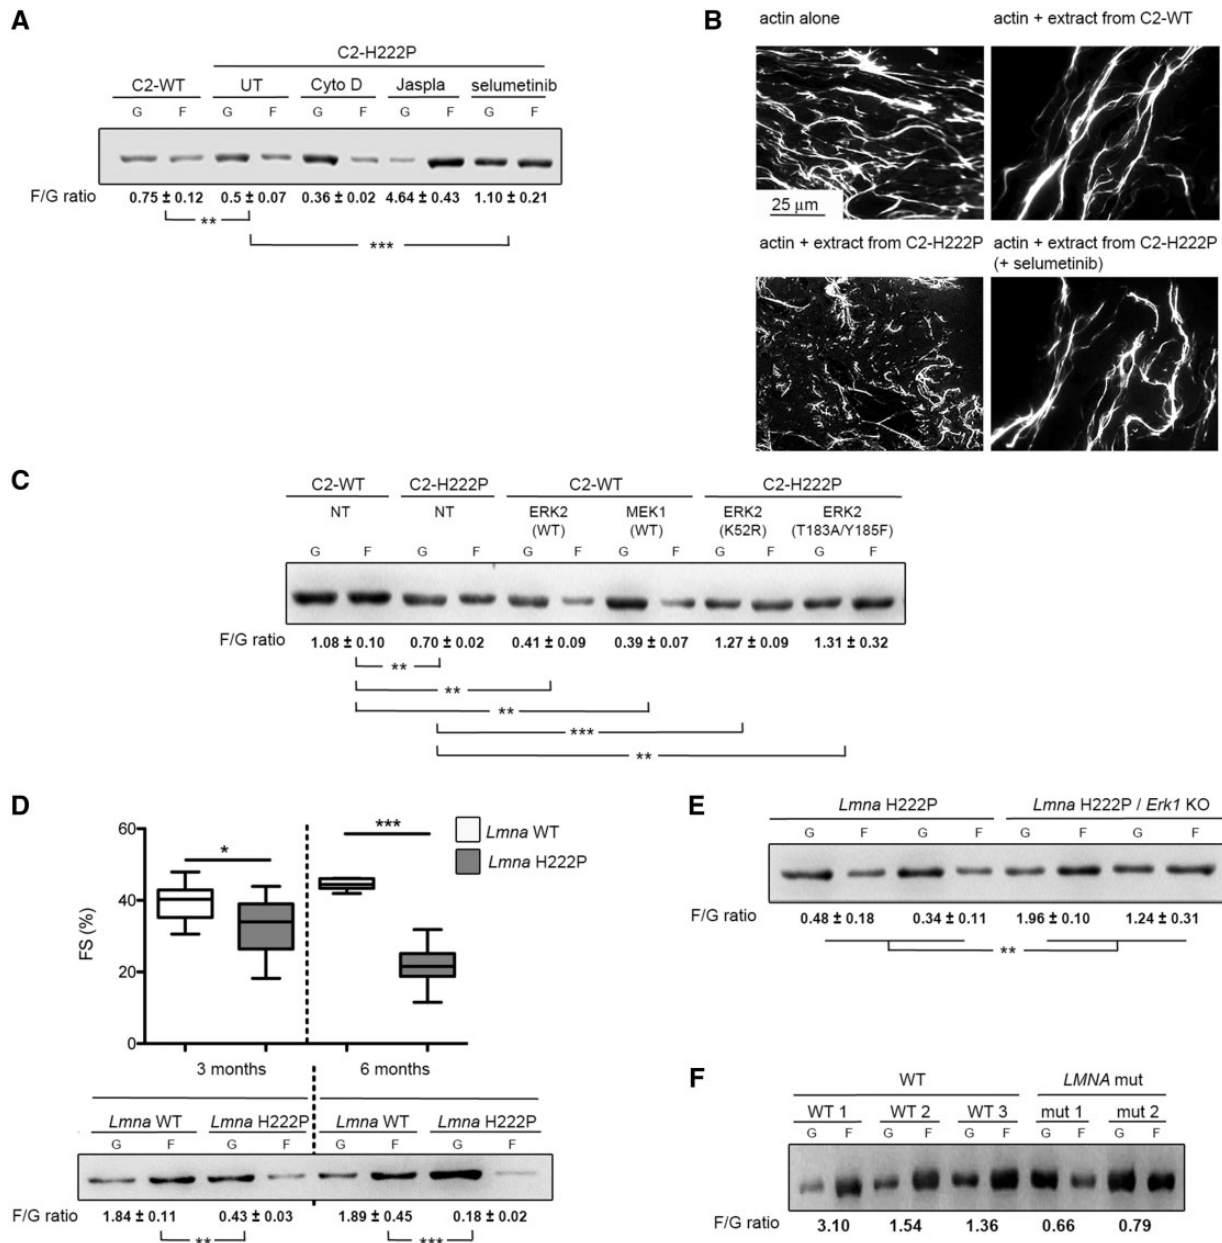 A
C2-H222P
C2-WT UT Cyto D Jaspla selumetinib
G F G F G F G F G F
F/G ratio 0.75 ± 0.12 0.5 ± 0.07 0.36 ± 0.02 4.64 ± 0.43 1.10 ± 0.21
**
***
B
actin alone actin + extract from C2-WT
25 µm
actin + extract from C2-H222P actin + extract from C2-H222P
(+ selumetinib)
C
C2-WT C2-H222P C2-WT C2-H222P
NT NT ERK2 MEK1 ERK2 ERK2
(WT) (WT) (K52R) (T183A/Y185F)
G F G F G F G F G F G F
F/G ratio 1.08 ± 0.10 0.70 ± 0.02 0.41 ± 0.09 0.39 ± 0.07 1.27 ± 0.09 1.31 ± 0.32
**
**
**
***
**
D
60
40
20
0
FS (%)
* ***
Lmna WT
Lmna H222P
3 months 6 months
Lmna WT Lmna H222P Lmna WT Lmna H222P
G F G F G F G F
F/G ratio 1.84 ± 0.11 0.43 ± 0.03 1.89 ± 0.45 0.18 ± 0.02
** ***
E
Lmna H222P Lmna H222P / Erk1 KO
G F G F G F G F
F/G ratio 0.48 ± 0.18 0.34 ± 0.11 1.96 ± 0.10 1.24 ± 0.31
**
F
WT LMNA mut
WT 1 WT 2 WT 3 mut 1 mut 2
G F G F G F G F G F
F/G ratio 3.10 1.54 1.36 0.66 0.79